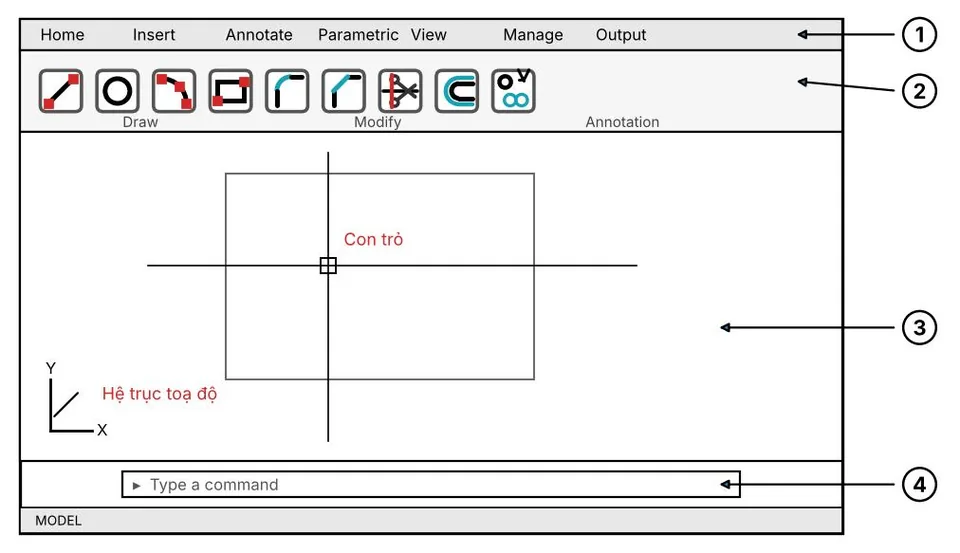 Home Insert Annotate Parametric View Manage Output
1
2
Draw Modify Annotation
Con trỏ
3
Y
Hệ trục toạ độ
X
▸ Type a command
4
MODEL